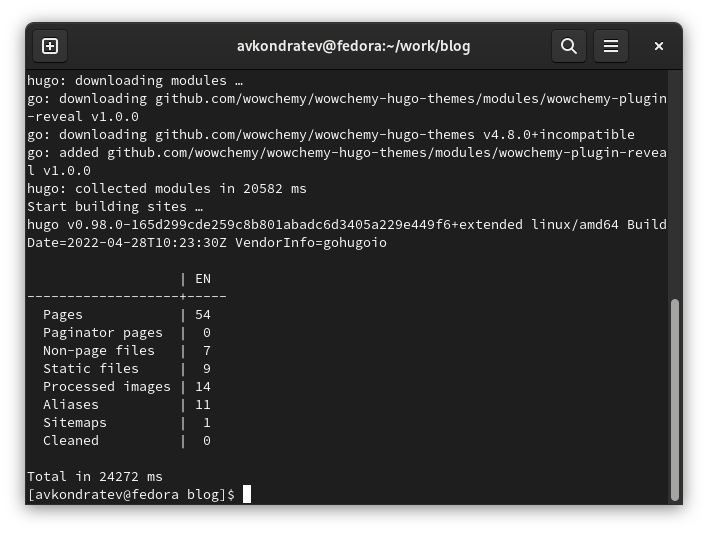 avkondratev@fedora:~/work/blog
hugo: downloading modules …
go: downloading github.com/wowchemy/wowchemy-hugo-themes/modules/wowchemy-plugin
-reveal v1.0.0
go: downloading github.com/wowchemy/wowchemy-hugo-themes v4.8.0+incompatible
go: added github.com/wowchemy/wowchemy-hugo-themes/modules/wowchemy-plugin-revea
l v1.0.0
hugo: collected modules in 20582 ms
Start building sites …
hugo v0.98.0-165d299cde259c8b801abadc6d3405a229e449f6+extended linux/amd64 Build
Date=2022-04-28T10:23:30Z VendorInfo=gohugoio
                   | EN
-------------------+-----
  Pages            | 54
  Paginator pages  |  0
  Non-page files   |  7
  Static files     |  9
  Processed images | 14
  Aliases          | 11
  Sitemaps         |  1
  Cleaned          |  0
Total in 24272 ms
[avkondratev@fedora blog]$